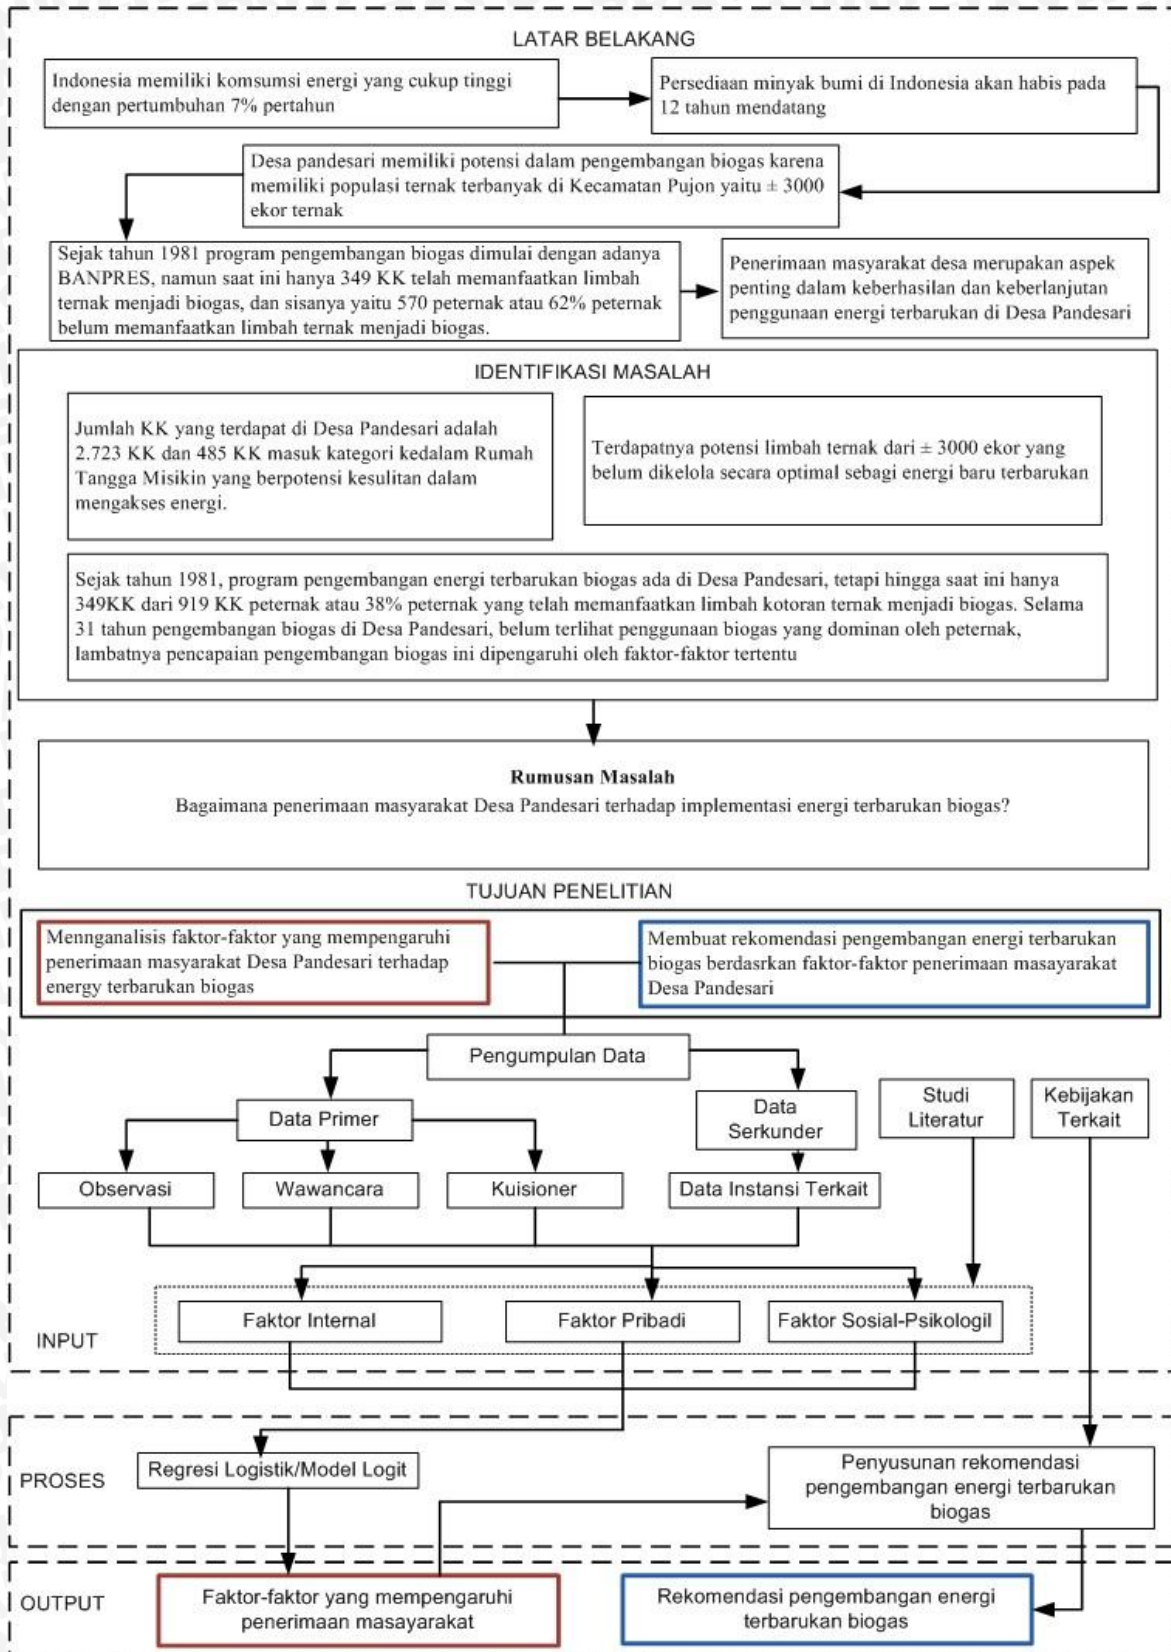 LATAR BELAKANG
Indonesia memiliki komsumsi energi yang cukup tinggi
dengan pertumbuhan 7% pertahun
Persediaan minyak bumi di Indonesia akan habis pada
12 tahun mendatang
Desa pandesari memiliki potensi dalam pengembangan biogas karena
memiliki populasi ternak terbanyak di Kecamatan Pujon yaitu ± 3000
ekor ternak
Sejak tahun 1981 program pengembangan biogas dimulai dengan adanya
BANPRES, namun saat ini hanya 349 KK telah memanfaatkan limbah
ternak menjadi biogas, dan sisanya yaitu 570 peternak atau 62% peternak
belum memanfaatkan limbah ternak menjadi biogas.
Penerimaan masyarakat desa merupakan aspek
penting dalam keberhasilan dan keberlanjutan
penggunaan energi terbarukan di Desa Pandesari
IDENTIFIKASI MASALAH
Jumlah KK yang terdapat di Desa Pandesari adalah
2.723 KK dan 485 KK masuk kategori kedalam Rumah
Tangga Misikin yang berpotensi kesulitan dalam
mengakses energi.
Terdapatnya potensi limbah ternak dari ± 3000 ekor yang
belum dikelola secara optimal sebagi energi baru terbarukan
Sejak tahun 1981, program pengembangan energi terbarukan biogas ada di Desa Pandesari, tetapi hingga saat ini hanya
349KK dari 919 KK peternak atau 38% peternak yang telah memanfaatkan limbah kotoran ternak menjadi biogas. Selama
31 tahun pengembangan biogas di Desa Pandesari, belum terlihat penggunaan biogas yang dominan oleh peternak,
lambatnya pencapaian pengembangan biogas ini dipengaruhi oleh faktor-faktor tertentu
Rumusan Masalah
Bagaimana penerimaan masyarakat Desa Pandesari terhadap implementasi energi terbarukan biogas?
TUJUAN PENELITIAN
Mennganalisis faktor-faktor yang mempengaruhi
penerimaan masyarakat Desa Pandesari terhadap
energy terbarukan biogas
Membuat rekomendasi pengembangan energi terbarukan
biogas berdasrkan faktor-faktor penerimaan masayarakat
Desa Pandesari
Pengumpulan Data
Data Primer
Data
Serkunder
Studi
Literatur
Kebijakan
Terkait
Observasi
Wawancara
Kuisioner
Data Instansi Terkait
Faktor Internal
Faktor Pribadi
Faktor Sosial-Psikologil
INPUT
PROSES
Regresi Logistik/Model Logit
Penyusunan rekomendasi
pengembangan energi terbarukan
biogas
OUTPUT
Faktor-faktor yang mempengaruhi
penerimaan masayarakat
Rekomendasi pengembangan energi
terbarukan biogas